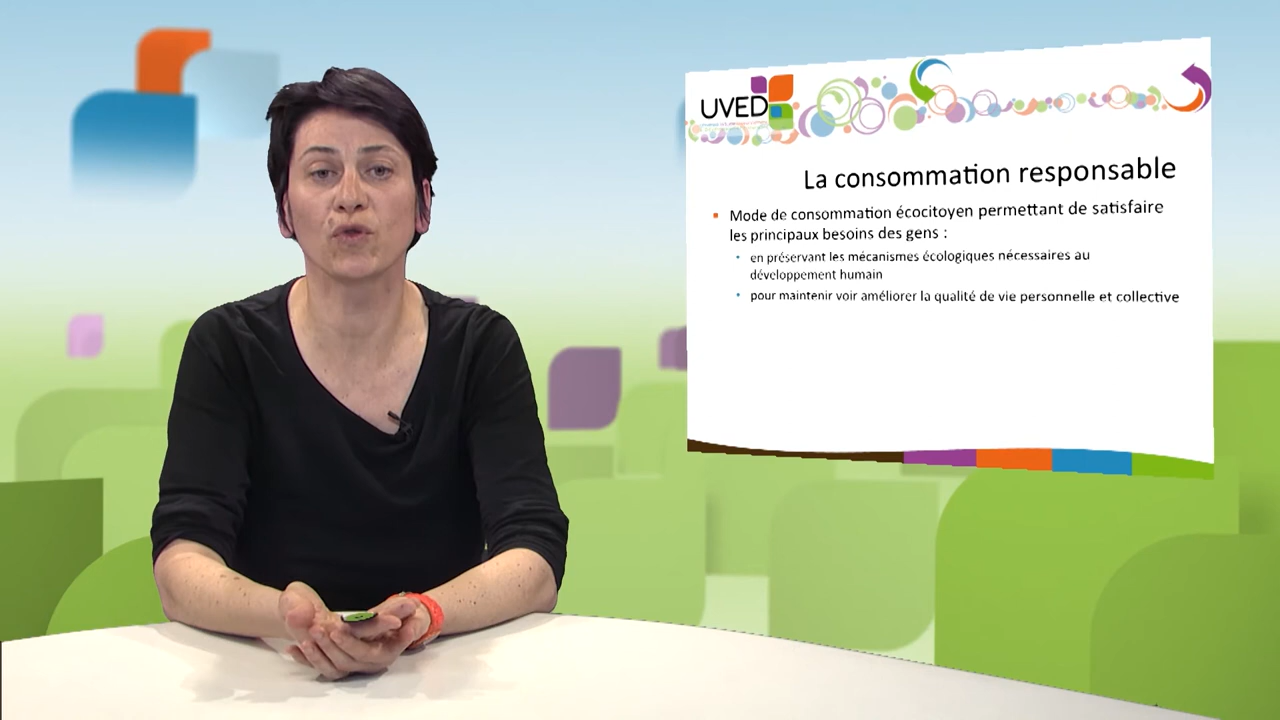 UVED
La consommation responsable
Mode de consommation écocitoyen permettant de satisfaire
les principaux besoins des gens :
en préservant les mécanismes écologiques nécessaires au
développement humain
pour maintenir voir améliorer la qualité de vie personnelle et collective